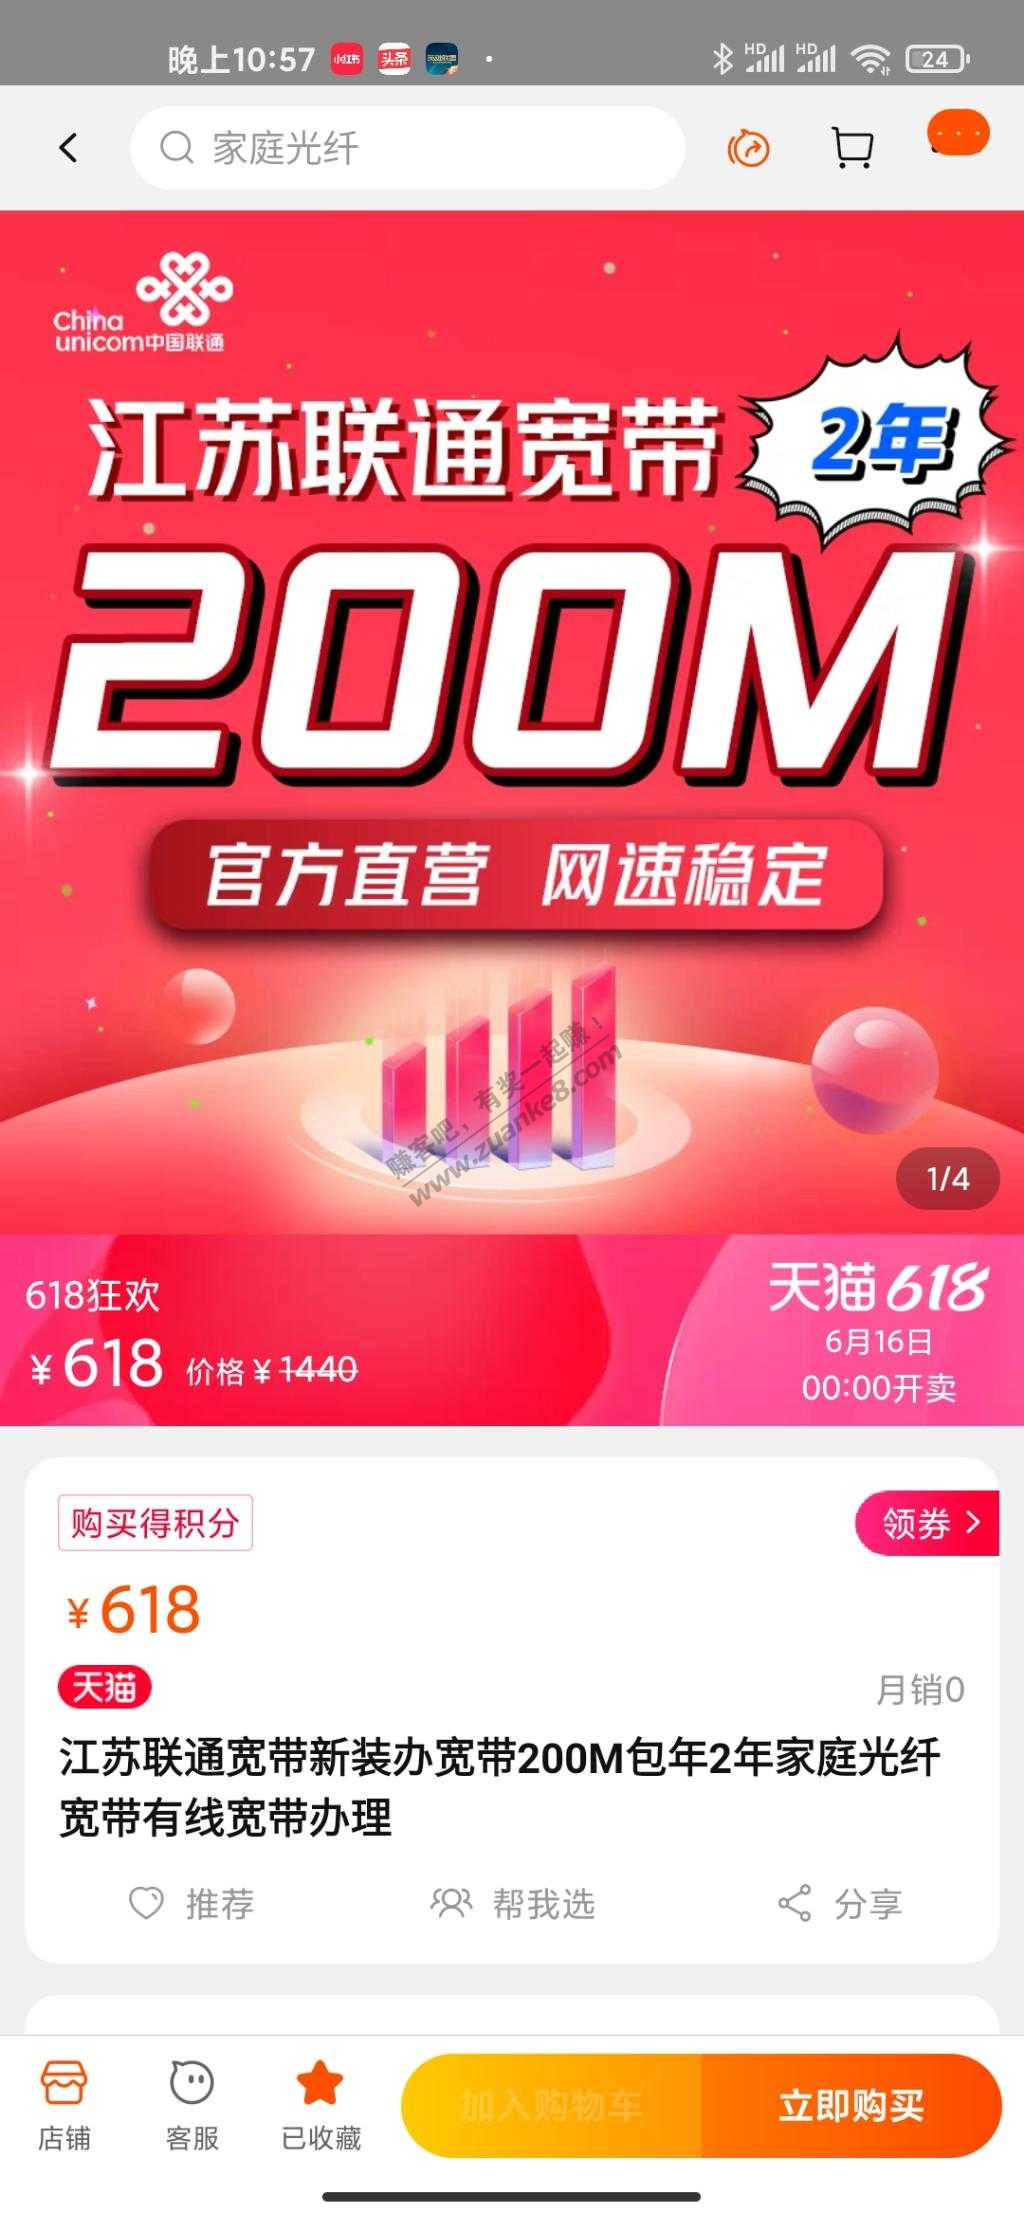 晚上10:57
小红书
头条
HD
HD
24
家庭光纤
China
unicom中国联通
江苏联通宽带
2年
200M
官方直营 网速稳定
赚客吧，有奖一起赚！
www.zuanke8.com
1/4
618狂欢
¥618 价格¥1440
天猫618
6月16日
00:00开卖
购买得积分
领券
¥618
天猫
月销0
江苏联通宽带新装办宽带200M包年2年家庭光纤
宽带有线宽带办理
推荐
帮我选
分享
店铺
客服
已收藏
加入购物车
立即购买